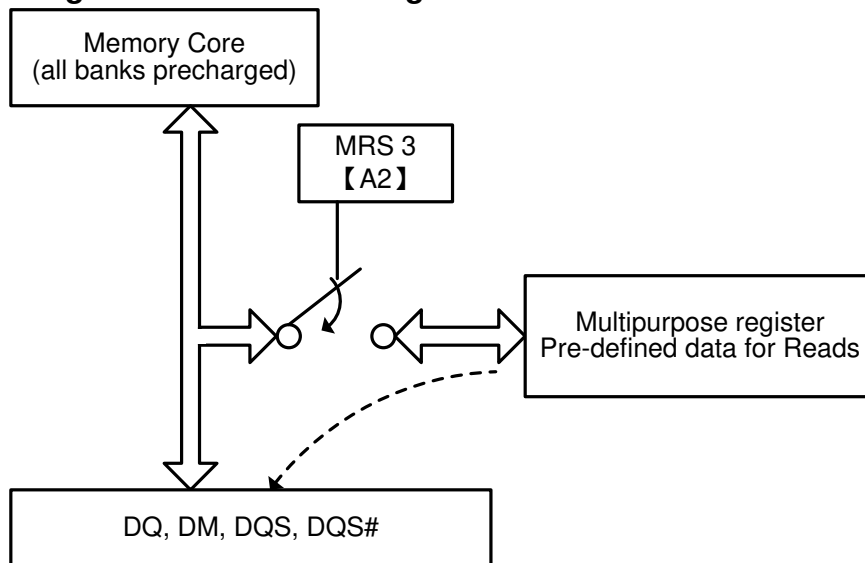 Memory Core
(all banks precharged)
MRS 3
【A2】
Multipurpose register
Pre-defined data for Reads
DQ, DM, DQS, DQS#